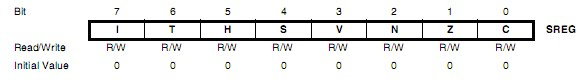 Bit 7 6 5 4 3 2 1 0
I T H S V N Z C SREG
Read/Write R/W R/W R/W R/W R/W R/W R/W R/W
Initial Value 0 0 0 0 0 0 0 0